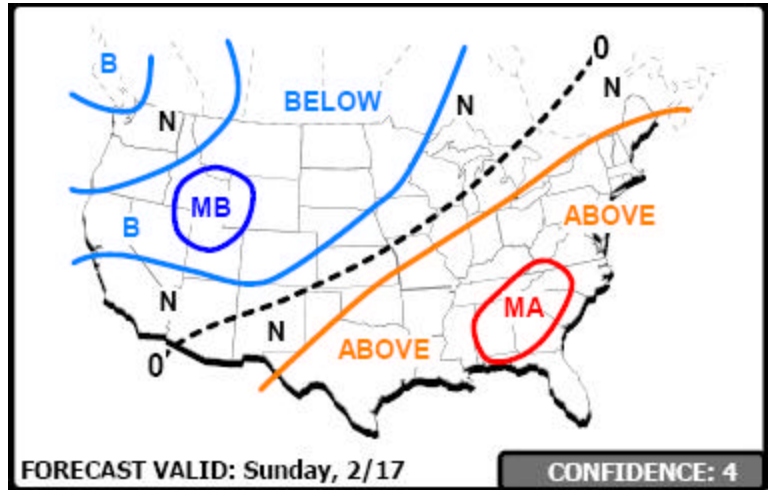 0
B
BELOW
N
N
N
MB
B
ABOVE
N
MA
N
ABOVE
0
FORECAST VALID: Sunday, 2/17
CONFIDENCE: 4